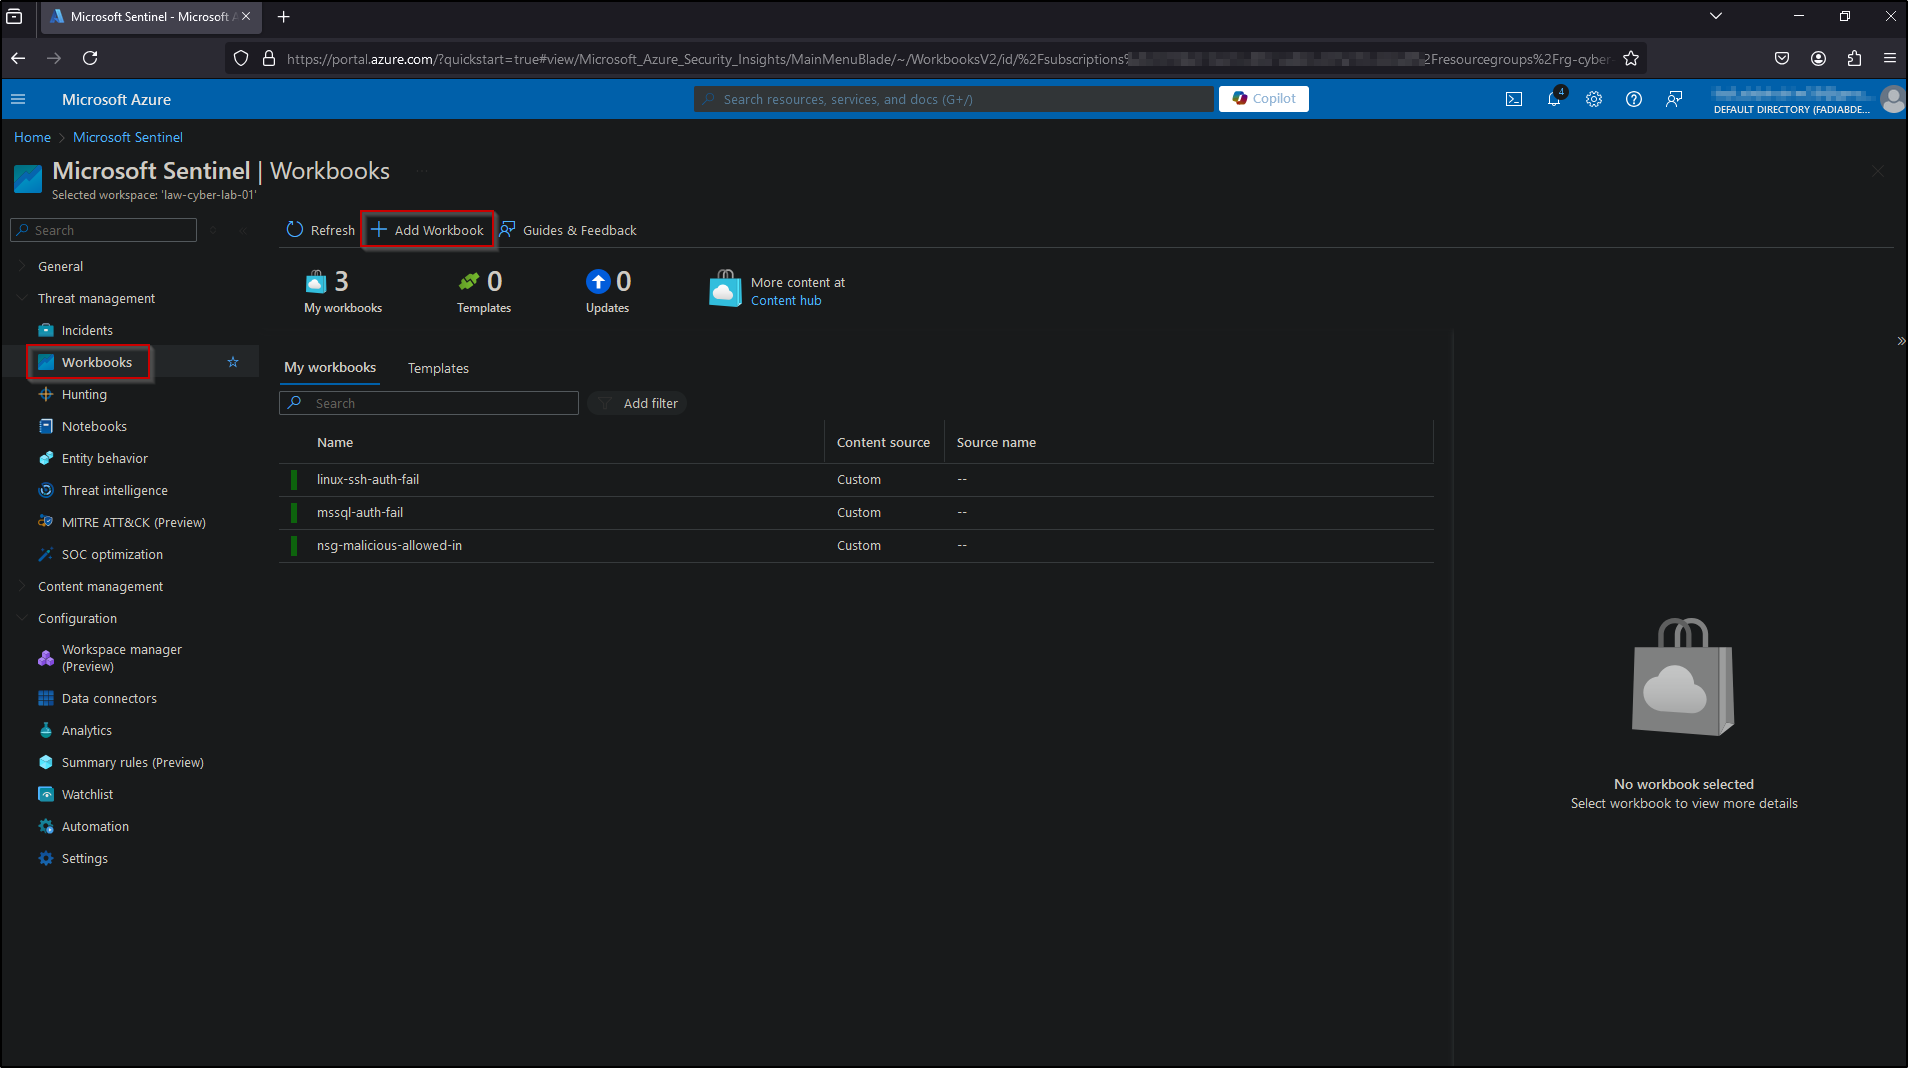 Microsoft Sentinel - Microsoft A
https://portal.azure.com/?quickstart=true#view/Microsoft_Azure_Security_Insights/MainMenuBlade/~/WorkbooksV2/id/%2Fsubscriptions% 2Fresourcegroups%2Frg-cyber-
Microsoft Azure
Search resources, services, and docs (G+/)
Copilot
4
DEFAULT DIRECTORY (FADIABDE...
Home > Microsoft Sentinel
Microsoft Sentinel | Workbooks
Selected workspace: 'law-cyber-lab-01'
Search
Refresh
Add Workbook
Guides & Feedback
General
Threat management
Incidents
Workbooks
Hunting
Notebooks
Entity behavior
Threat intelligence
MITRE ATT&CK (Preview)
SOC optimization
Content management
Configuration
Workspace manager
(Preview)
Data connectors
Analytics
Summary rules (Preview)
Watchlist
Automation
Settings
3
My workbooks
0
Templates
0
Updates
More content at
Content hub
My workbooks
Templates
Search
Add filter
Name Content source Source name
linux-ssh-auth-fail Custom --
mssql-auth-fail Custom --
nsg-malicious-allowed-in Custom --
No workbook selected
Select workbook to view more details